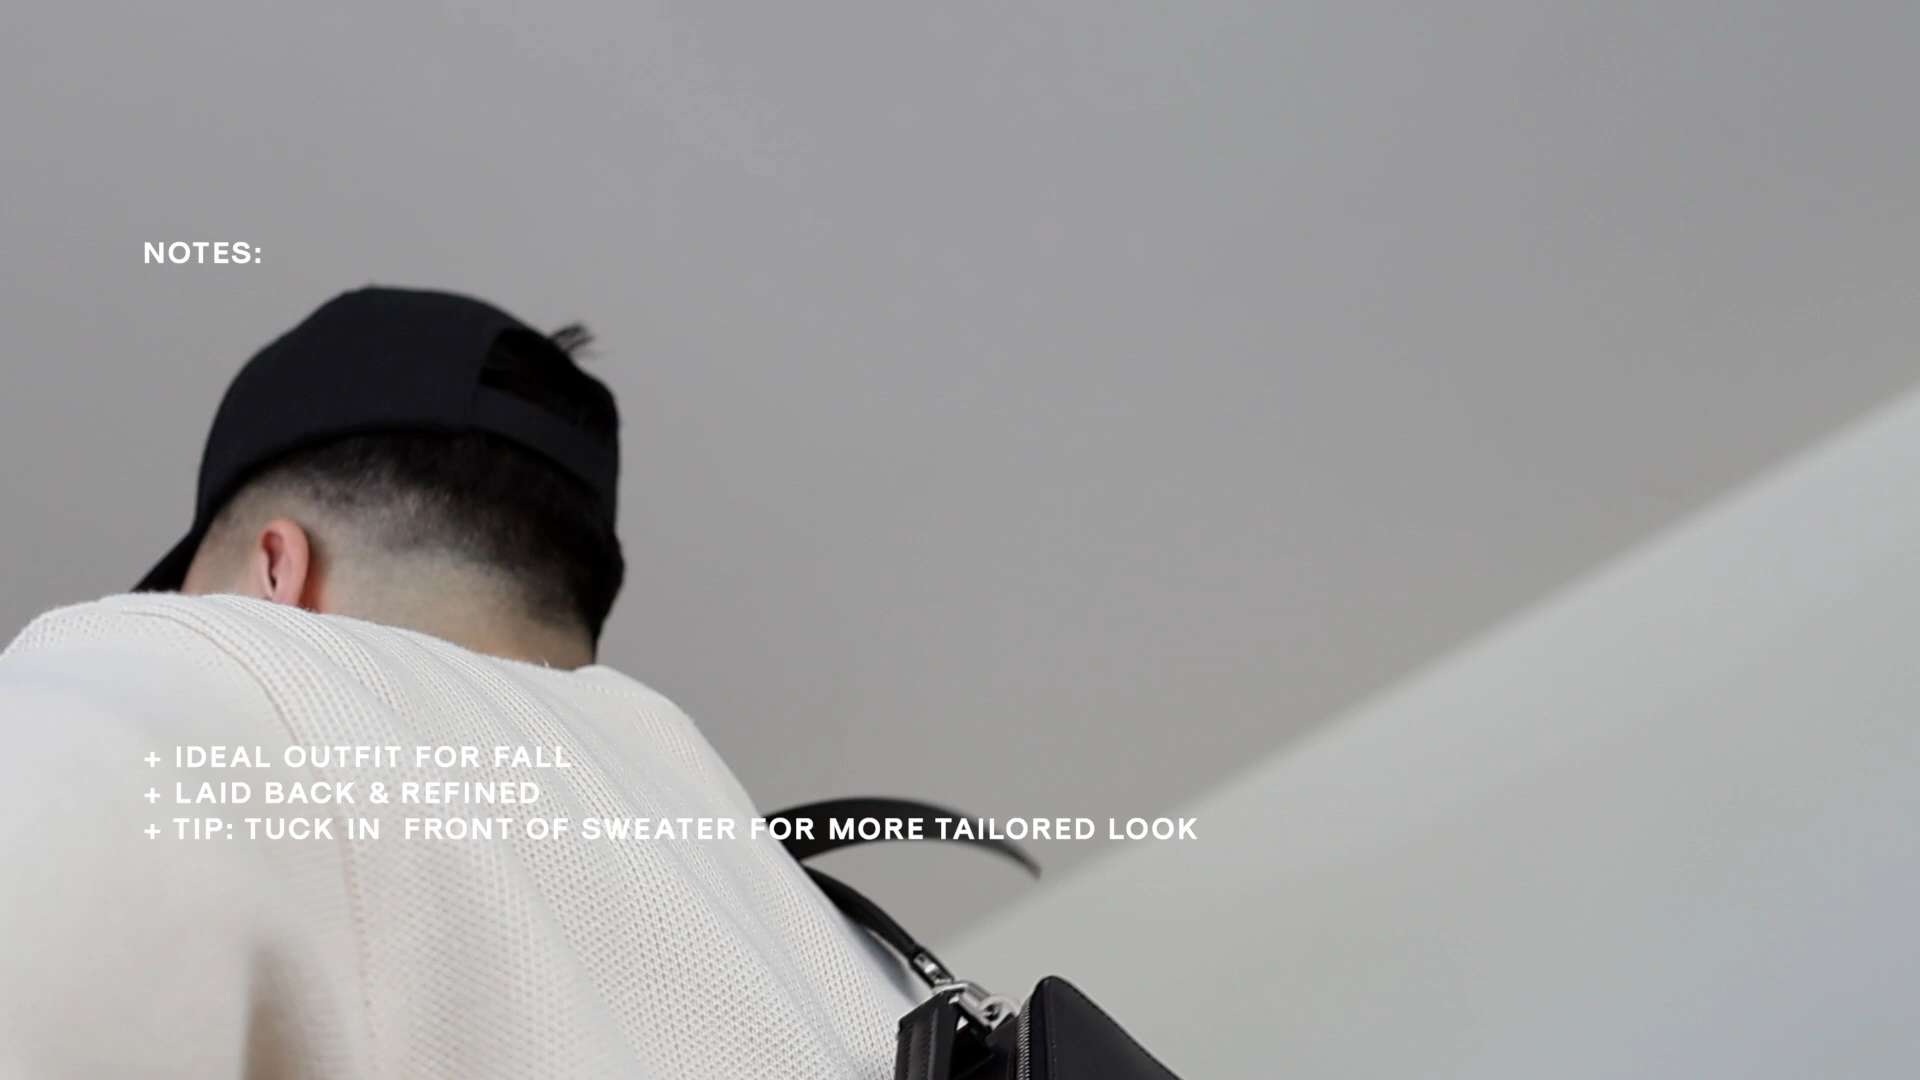 NOTES:
+ IDEAL OUTFIT FOR FALL
+ LAID BACK & REFINED
+ TIP: TUCK IN  FRONT OF SWEATER FOR MORE TAILORED LOOK